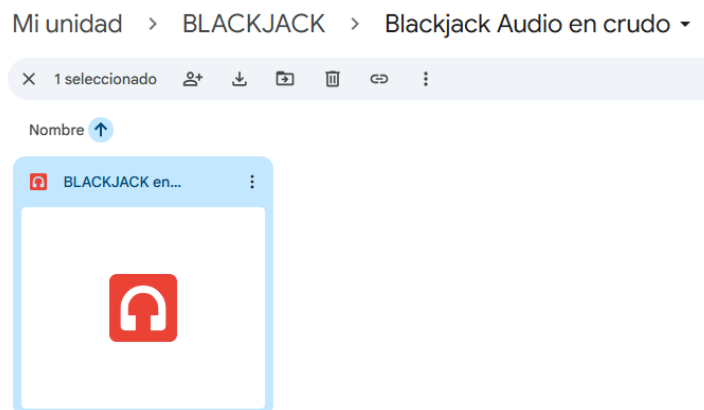 Mi unidad > BLACKJACK > Blackjack Audio en crudo
1 seleccionado
Nombre
BLACKJACK en...